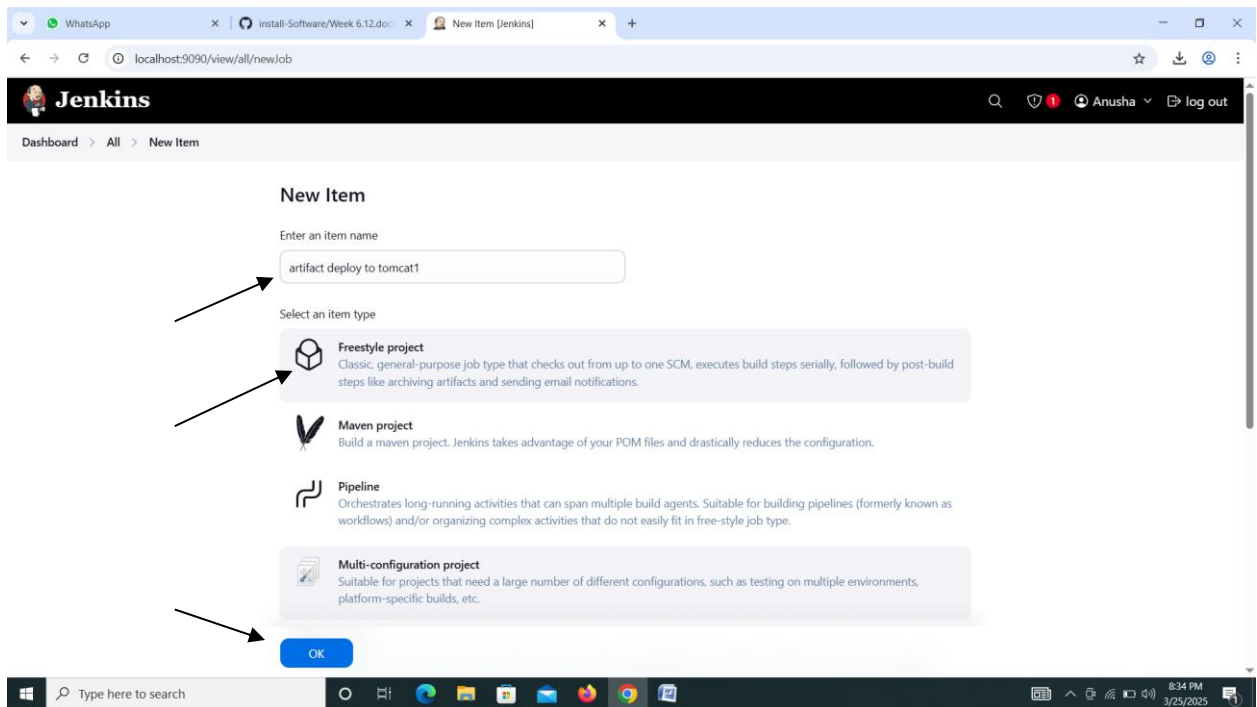 WhatsApp
install-Software/Week 6.12.doc
New Item [Jenkins]
localhost:9090/view/all/newJob
Jenkins
1
Anusha
log out
Dashboard > All > New Item
New Item
Enter an item name
artifact deploy to tomcat1
Select an item type
Freestyle project
Classic, general-purpose job type that checks out from up to one SCM, executes build steps serially, followed by post-build
steps like archiving artifacts and sending email notifications.
Maven project
Build a maven project. Jenkins takes advantage of your POM files and drastically reduces the configuration.
Pipeline
Orchestrates long-running activities that can span multiple build agents. Suitable for building pipelines (formerly known as
workflows) and/or organizing complex activities that do not easily fit in free-style job type.
Multi-configuration project
Suitable for projects that need a large number of different configurations, such as testing on multiple environments,
platform-specific builds, etc.
OK
Type here to search
8:34 PM
3/25/2025
1